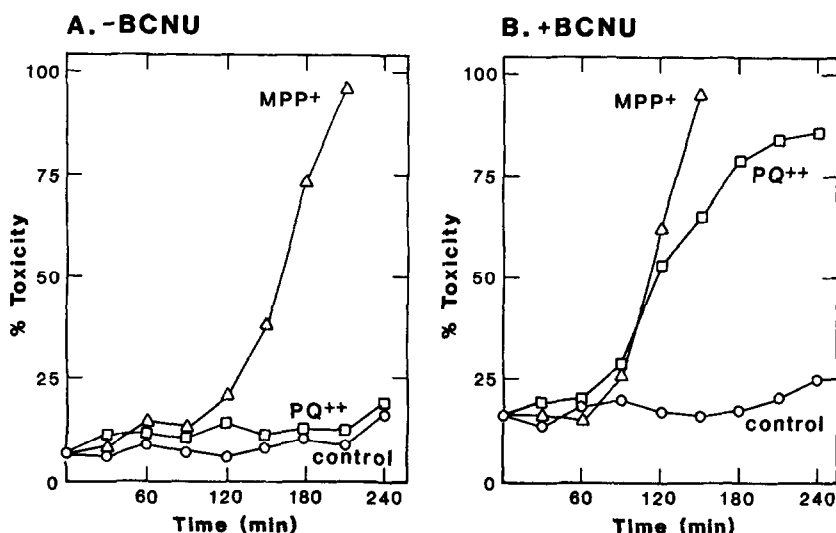 A. -BCNU
100
75
50
25
0
% Toxicity
MPP+
PQ++
control
60
120
180
240
Time (min)
B. +BCNU
100
75
50
25
0
% Toxicity
MPP+
PQ++
control
0
60
120
180
240
Time (min)